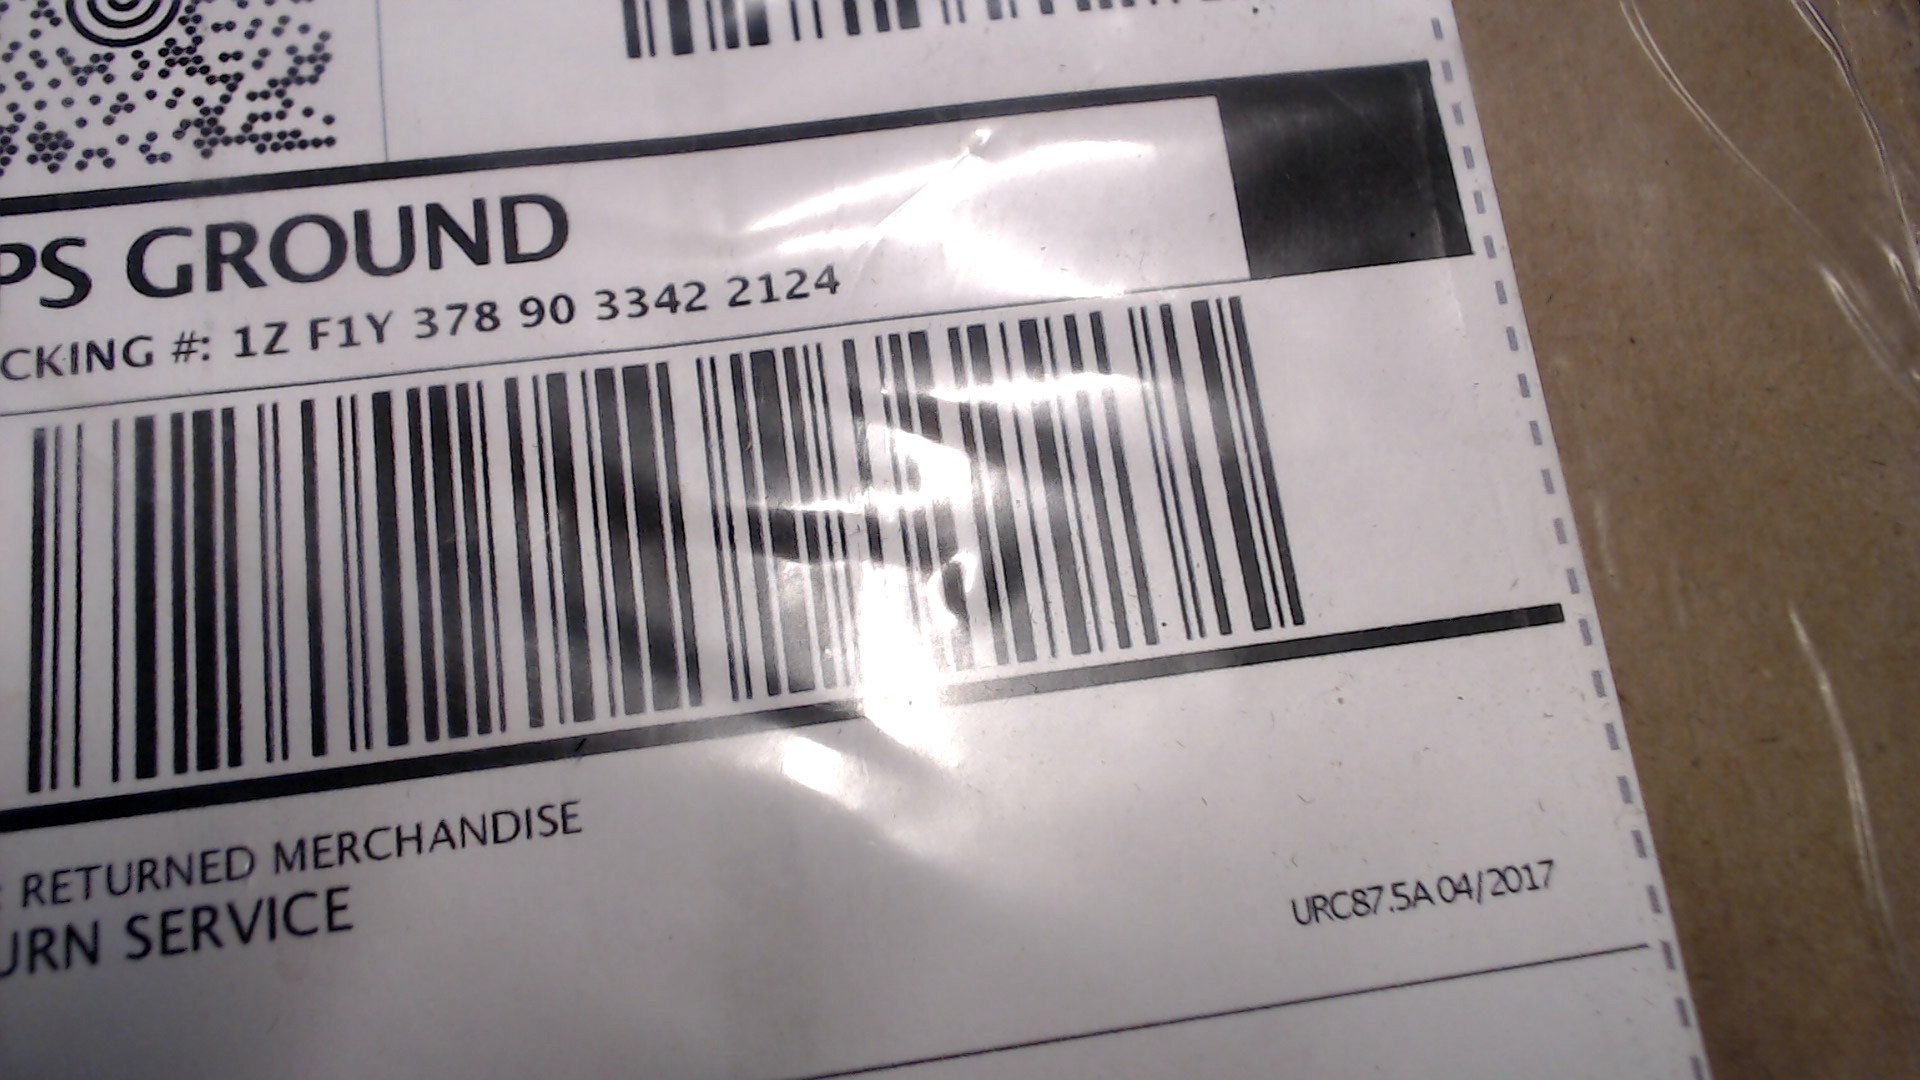 PS GROUND
CKING #: 1Z F1Y 378 90 3342 2124
RETURNED MERCHANDISE
URN SERVICE
URC87.5A 04/2017